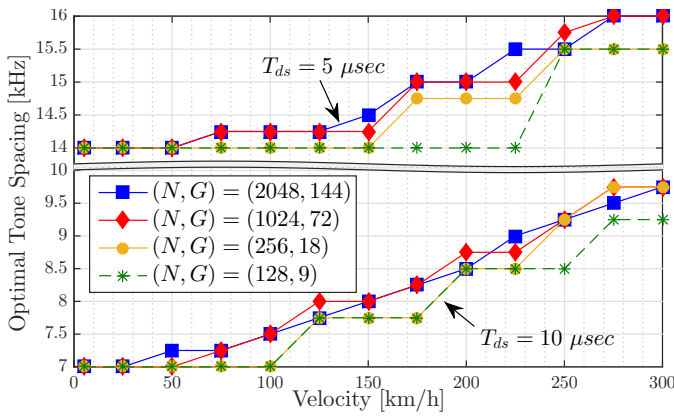 Optimal Tone Spacing [kHz]
16
15.5
15
14.5
14
10
9.5
9
8.5
8
7.5
7
T_ds = 5 μsec
(N, G) = (2048, 144)
(N, G) = (1024, 72)
(N, G) = (256, 18)
(N, G) = (128, 9)
T_ds = 10 μsec
0 50 100 150 200 250 300
Velocity [km/h]